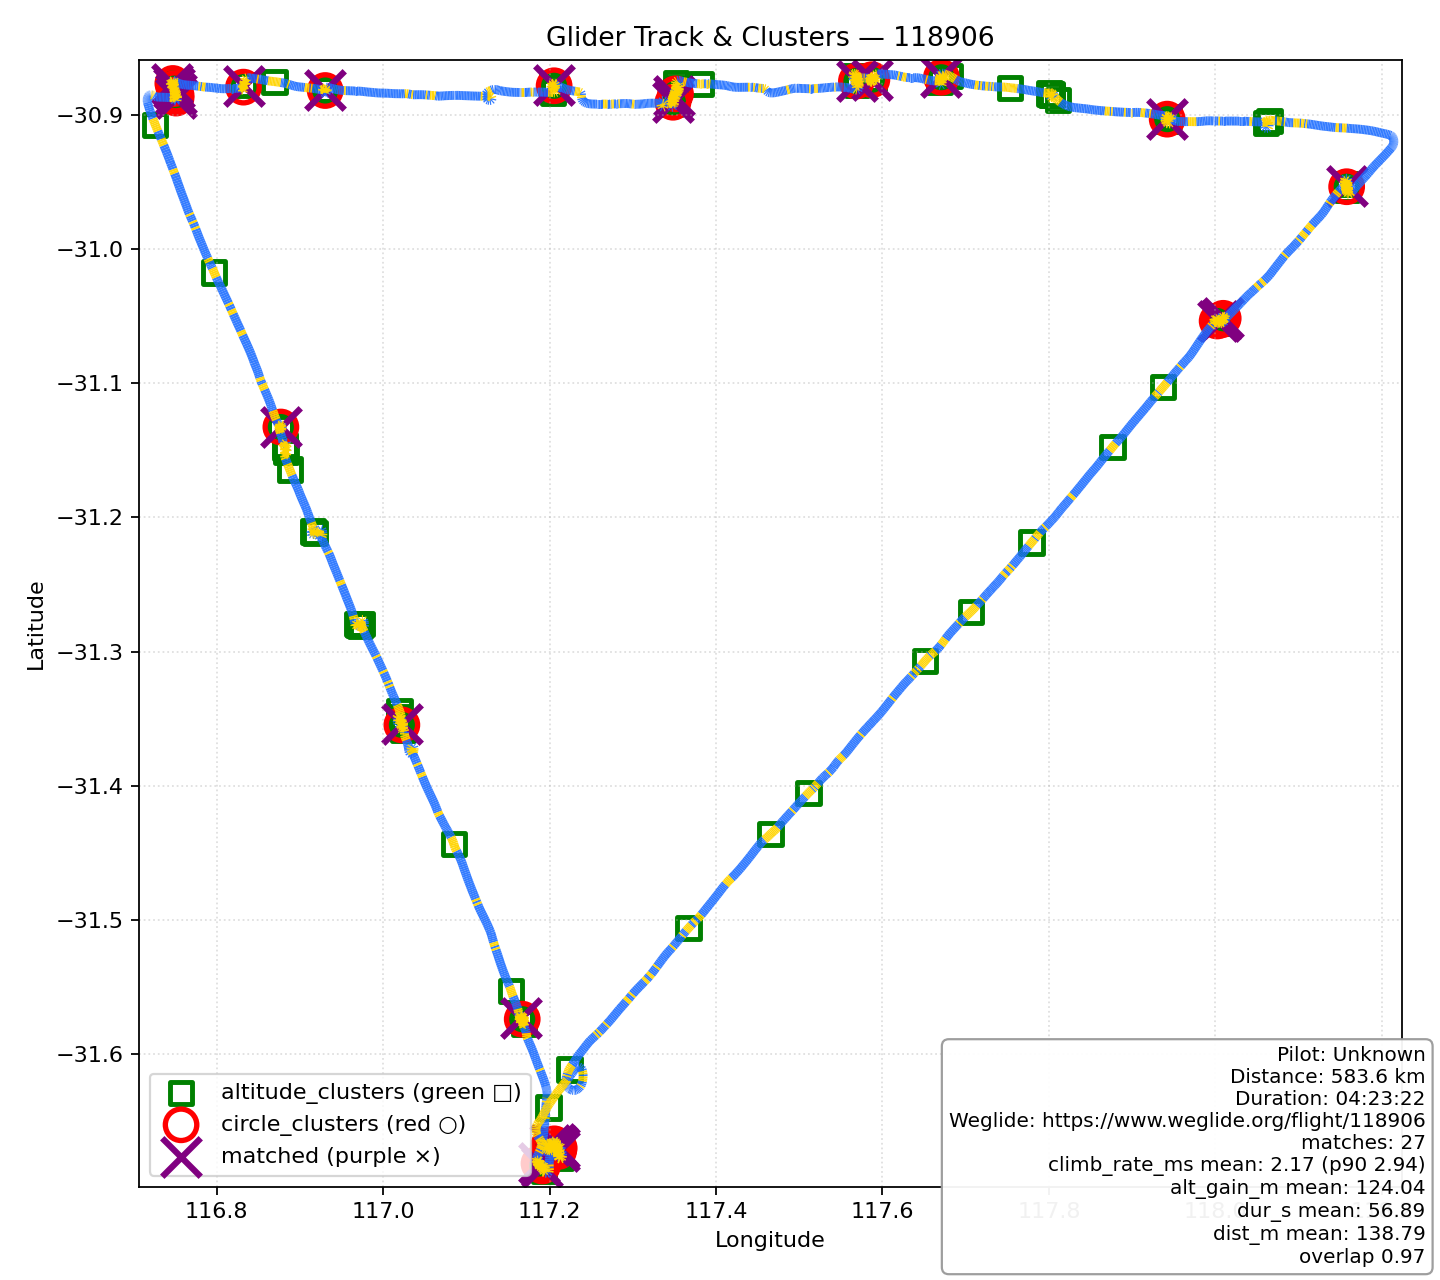 Glider Track & Clusters — 118906
−30.9
−31.0
−31.1
−31.2
−31.3
−31.4
−31.5
−31.6
Latitude
altitude_clusters (green □)
circle_clusters (red ○)
matched (purple ×)
116.8
117.0
117.2
117.4
117.6
117.8
Longitude
Pilot: Unknown
Distance: 583.6 km
Duration: 04:23:22
Weglide: https://www.weglide.org/flight/118906
matches: 27
climb_rate_ms mean: 2.17 (p90 2.94)
alt_gain_m mean: 124.04
dur_s mean: 56.89
dist_m mean: 138.79
overlap 0.97